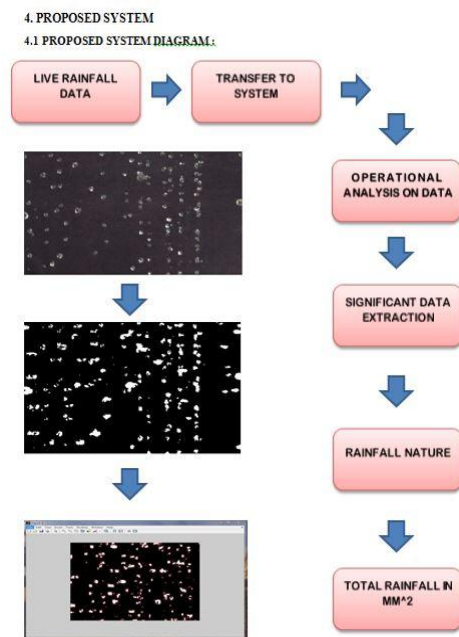 4. PROPOSED SYSTEM
4.1 PROPOSED SYSTEM DIAGRAM :
LIVE RAINFALL
DATA
TRANSFER TO
SYSTEM
OPERATIONAL
ANALYSIS ON DATA
SIGNIFICANT DATA
EXTRACTION
RAINFALL NATURE
TOTAL RAINFALL IN
MM^2